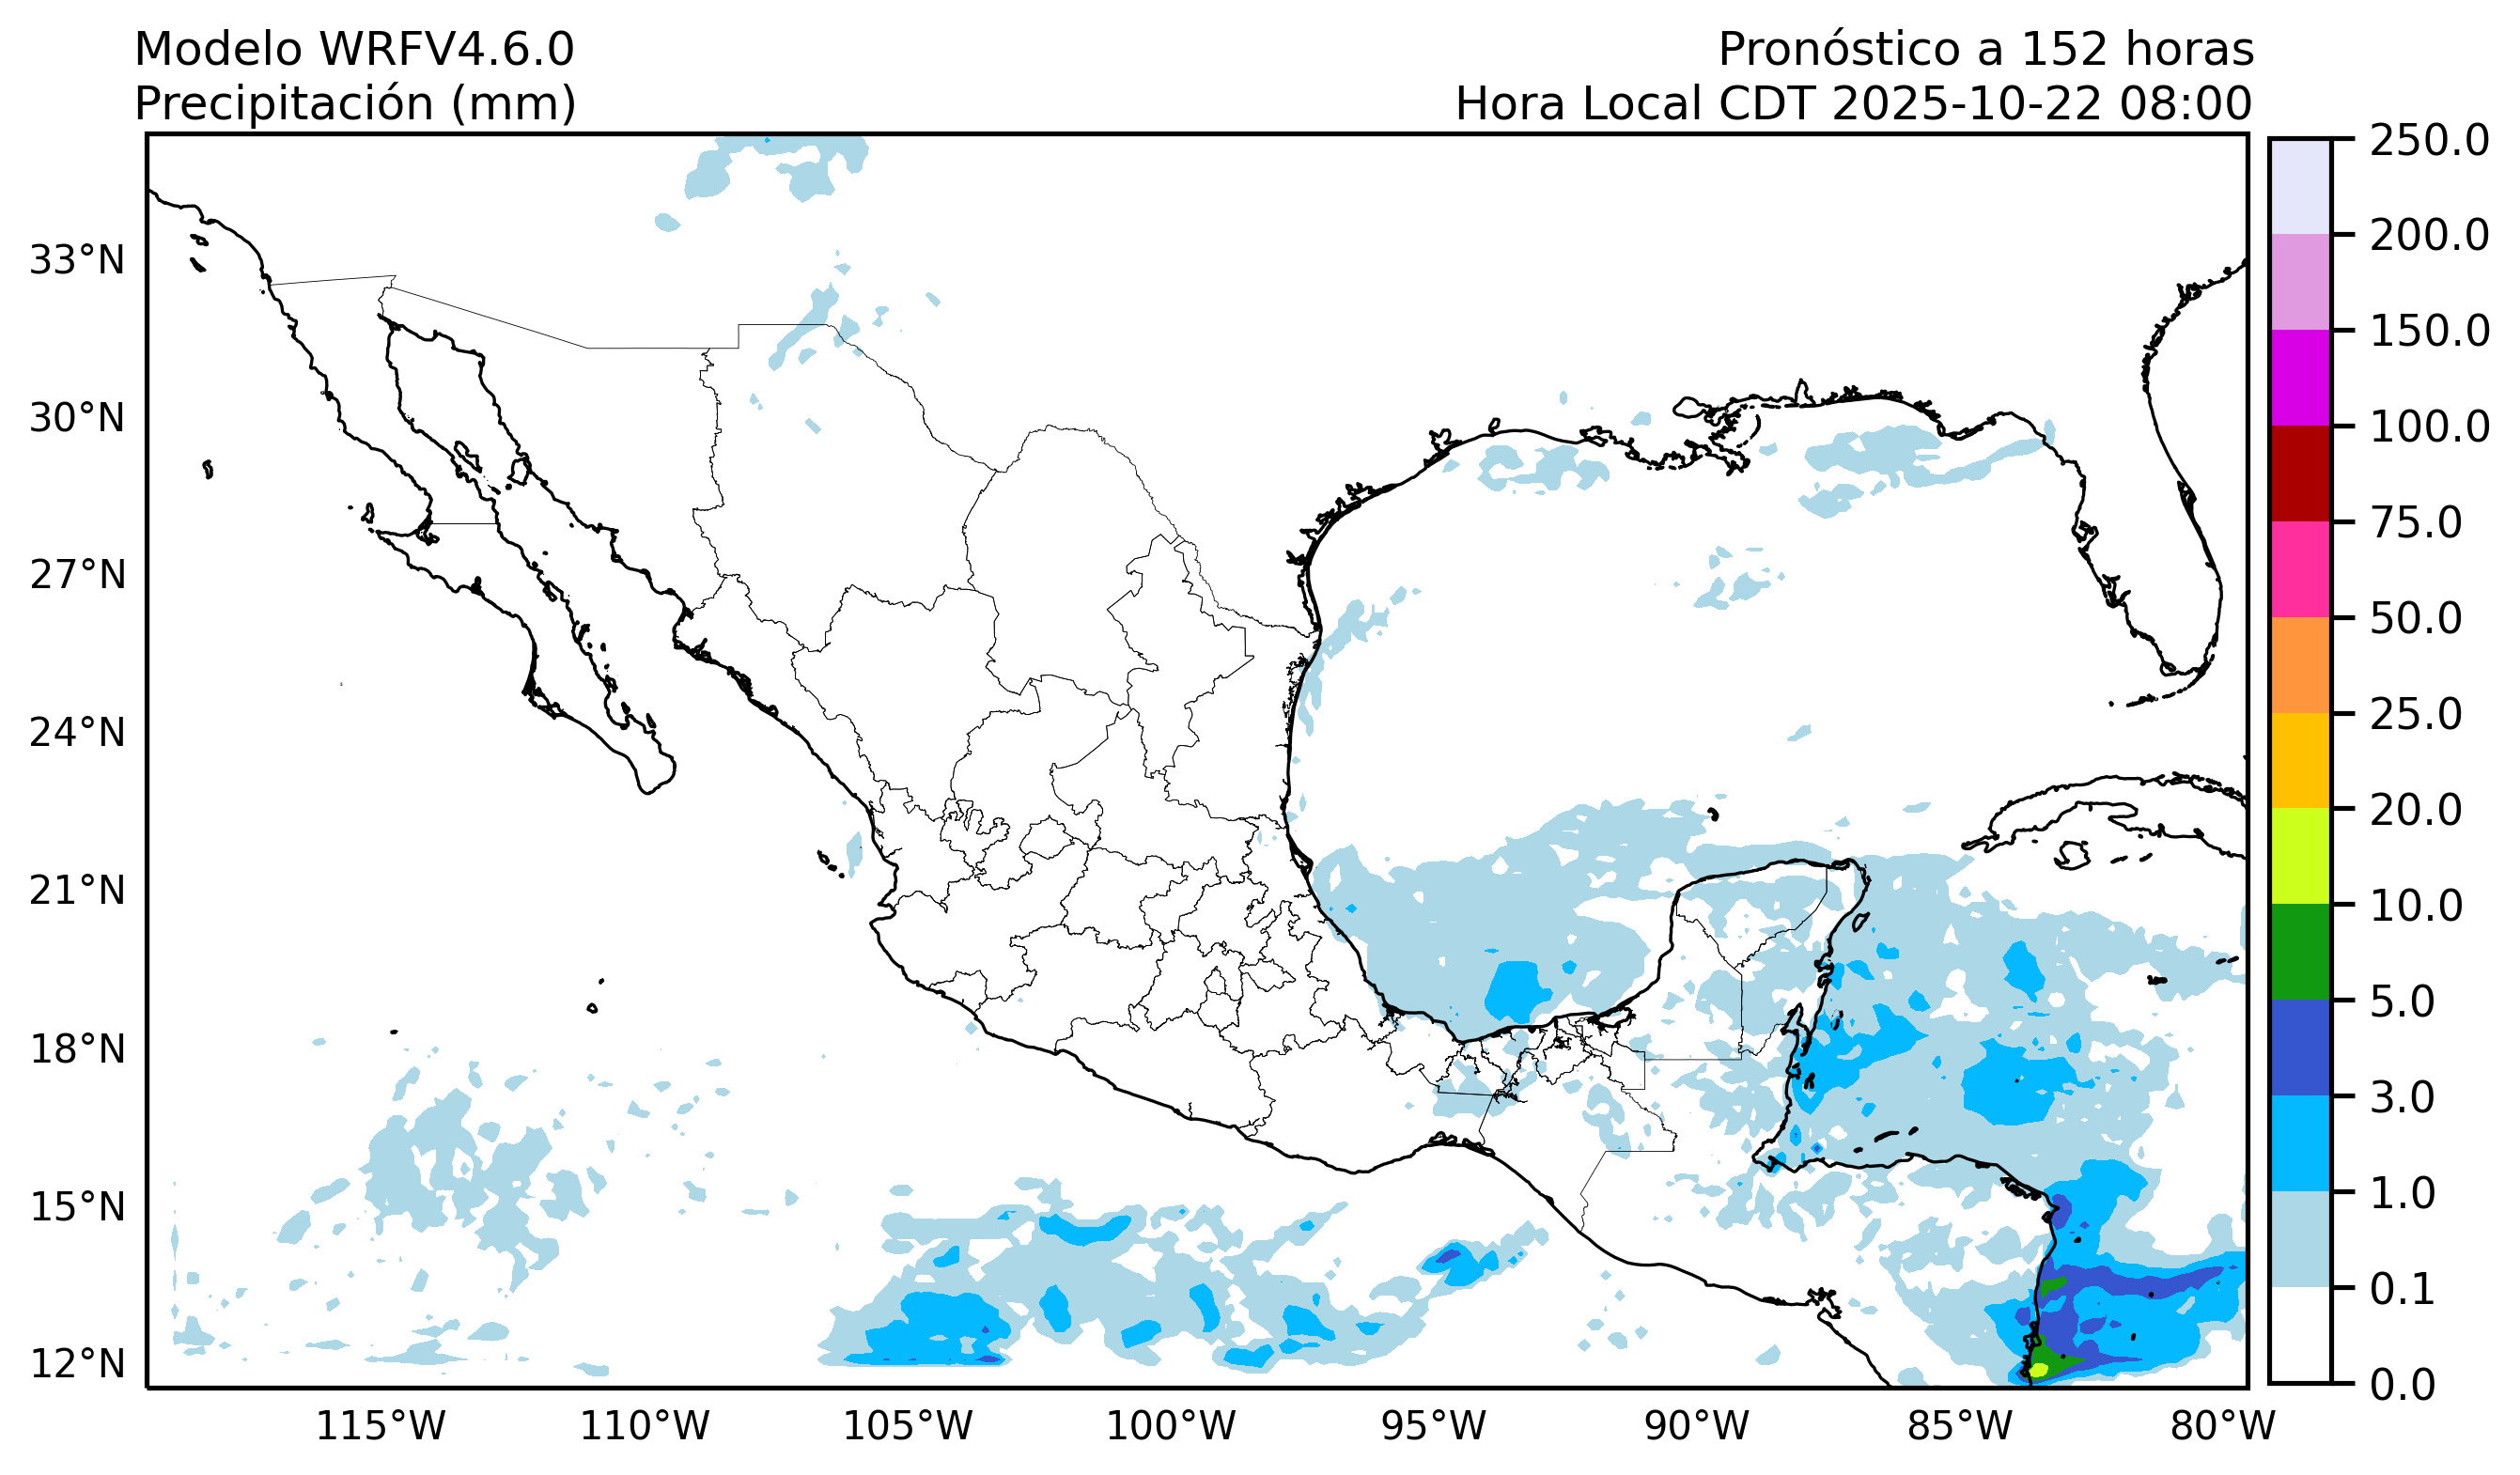 Modelo WRFV4.6.0
Precipitación (mm)
Pronóstico a 152 horas
Hora Local CDT 2025-10-22 08:00
33°N
30°N
27°N
24°N
21°N
18°N
15°N
12°N
115°W
110°W
105°W
100°W
95°W
90°W
85°W
80°W
250.0
200.0
150.0
100.0
75.0
50.0
25.0
20.0
10.0
5.0
3.0
1.0
0.1
0.0